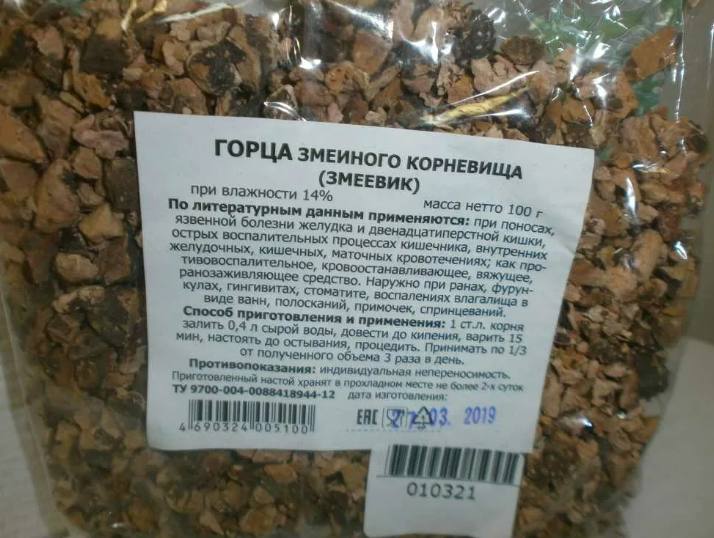 ГОРЦА ЗМЕИНОГО КОРНЕВИЩА
(ЗМЕЕВИК)
при влажности 14% масса нетто 100 г
По литературным данным применяются: при поносах,
язвенной болезни желудка и двенадцатиперстной кишки,
острых воспалительных процессах кишечника, внутренних
желудочных, кишечных, маточных кровотечениях; как про-
тивовоспалительное, кровоостанавливающее, вяжущее,
ранозаживляющее средство. Наружно при ранах, фурун-
кулах, гингивитах, стоматите, воспалениях влагалища в
виде ванн, полосканий, примочек, спринцеваний.
Способ приготовления и применения: 1 ст.л. корня
залить 0,4 л сырой воды, довести до кипения, варить 15
мин, настоять до остывания, процедить. Принимать по 1/3
от полученного объема 3 раза в день.
Противопоказания: индивидуальная непереносимость.
Приготовленный настой хранят в прохладном месте не более 2-х суток
ТУ 9700-004-0088418944-12 дата изготовления:
4 690324 005100 EAC 27.03. 2019
010321